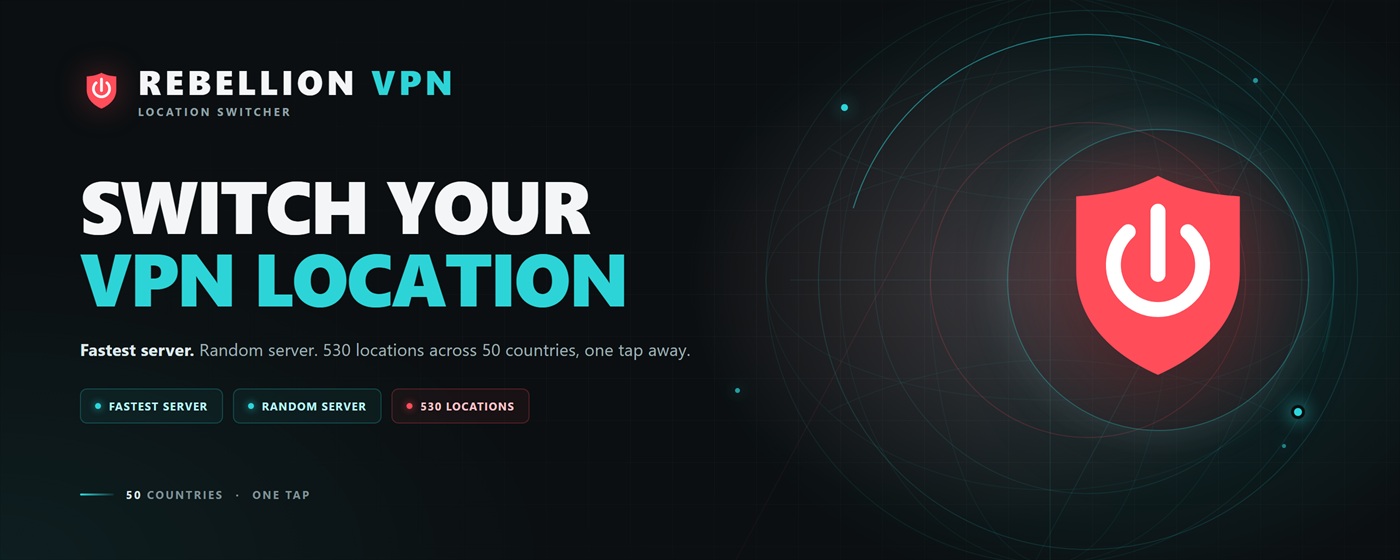 REBELLION VPN
LOCATION SWITCHER
SWITCH YOUR
VPN LOCATION
Fastest server. Random server. 530 locations across 50 countries, one tap away.
FASTEST SERVER
RANDOM SERVER
530 LOCATIONS
50 COUNTRIES · ONE TAP